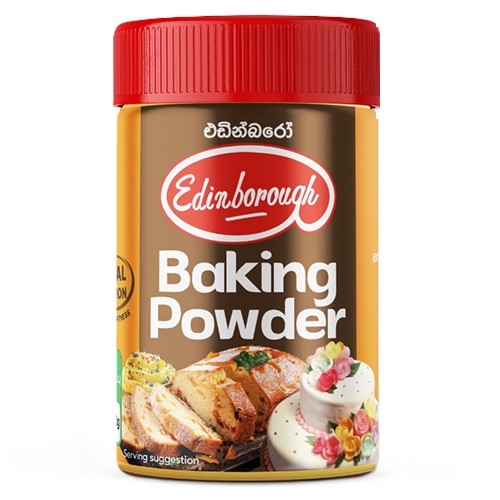 එඩින්බරෝ
Edinborough
Baking
Powder
Serving suggestion